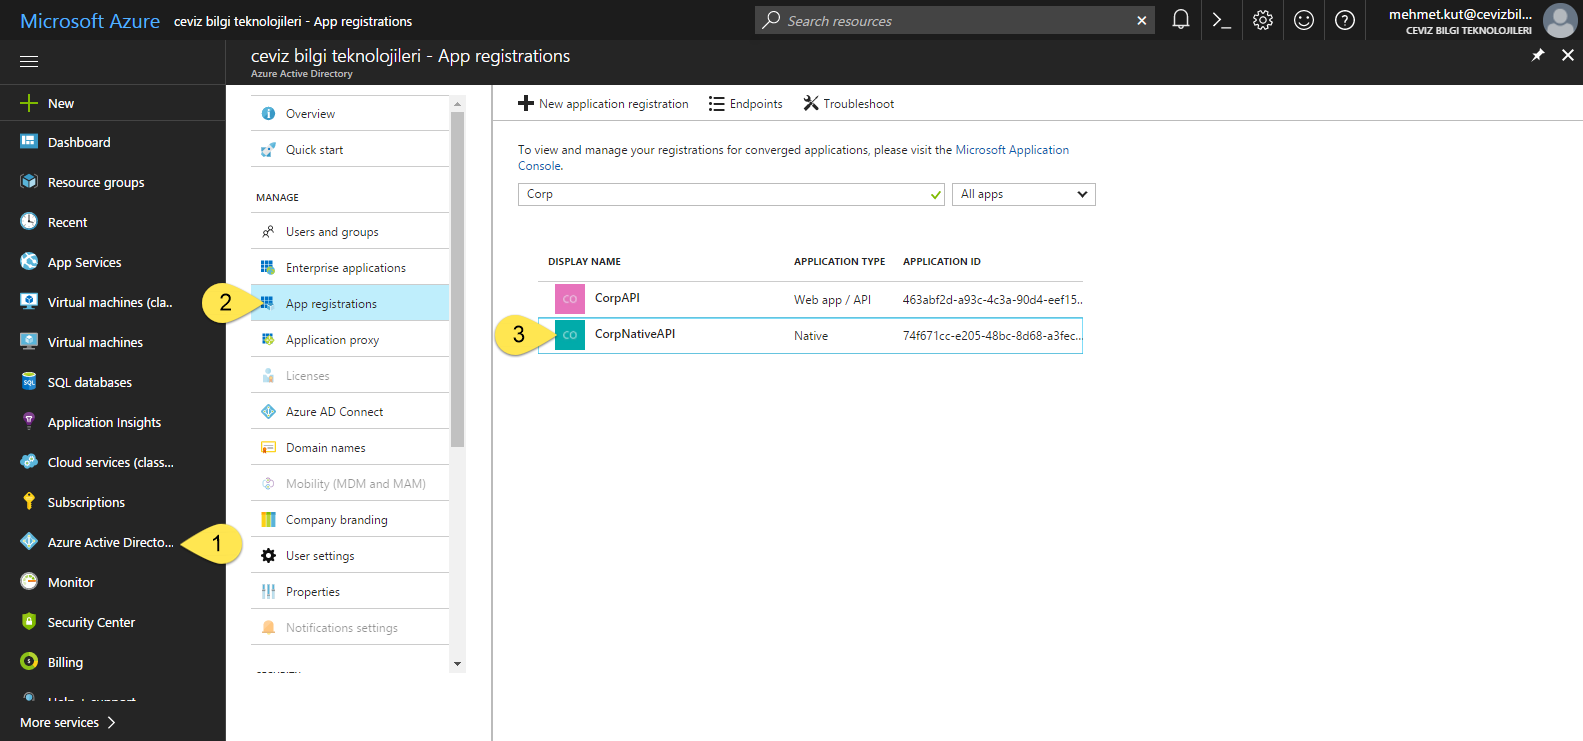 Microsoft Azure
ceviz bilgi teknolojileri - App registrations
Search resources
mehmet.kut@cevizbil...
CEVIZ BILGI TEKNOLOJILERI
New
Dashboard
Resource groups
Recent
App Services
Virtual machines (cla..
Virtual machines
SQL databases
Application Insights
Cloud services (class...
Subscriptions
Azure Active Directo...
1
Monitor
Security Center
Billing
Help + support
More services
ceviz bilgi teknolojileri - App registrations
Azure Active Directory
Overview
Quick start
MANAGE
Users and groups
Enterprise applications
2
App registrations
Application proxy
Licenses
Azure AD Connect
Domain names
Mobility (MDM and MAM)
Company branding
User settings
Properties
Notifications settings
SECURITY
New application registration
Endpoints
Troubleshoot
To view and manage your registrations for converged applications, please visit the Microsoft Application
Console.
Corp
All apps
DISPLAY NAME APPLICATION TYPE APPLICATION ID
CO CorpAPI Web app / API 463abf2d-a93c-4c3a-90d4-eef15..
3 CO CorpNativeAPI Native 74f671cc-e205-48bc-8d68-a3fec...